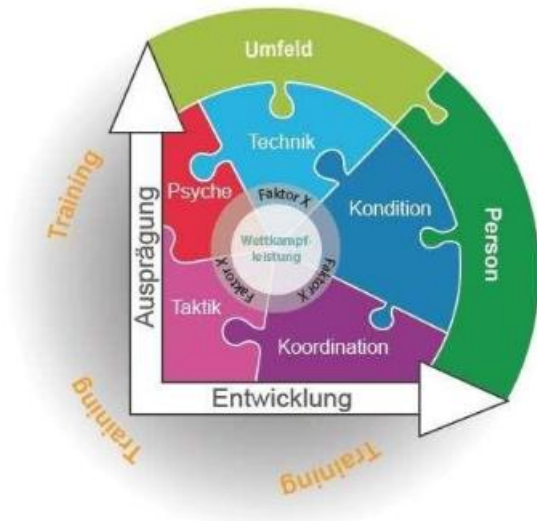 Umfeld
Technik
Psyche
Kondition
Person
Faktor X
Wettkampf-
leistung
Faktor X
Faktor X
Taktik
Koordination
Ausprägung
Entwicklung
Training
Training
Training